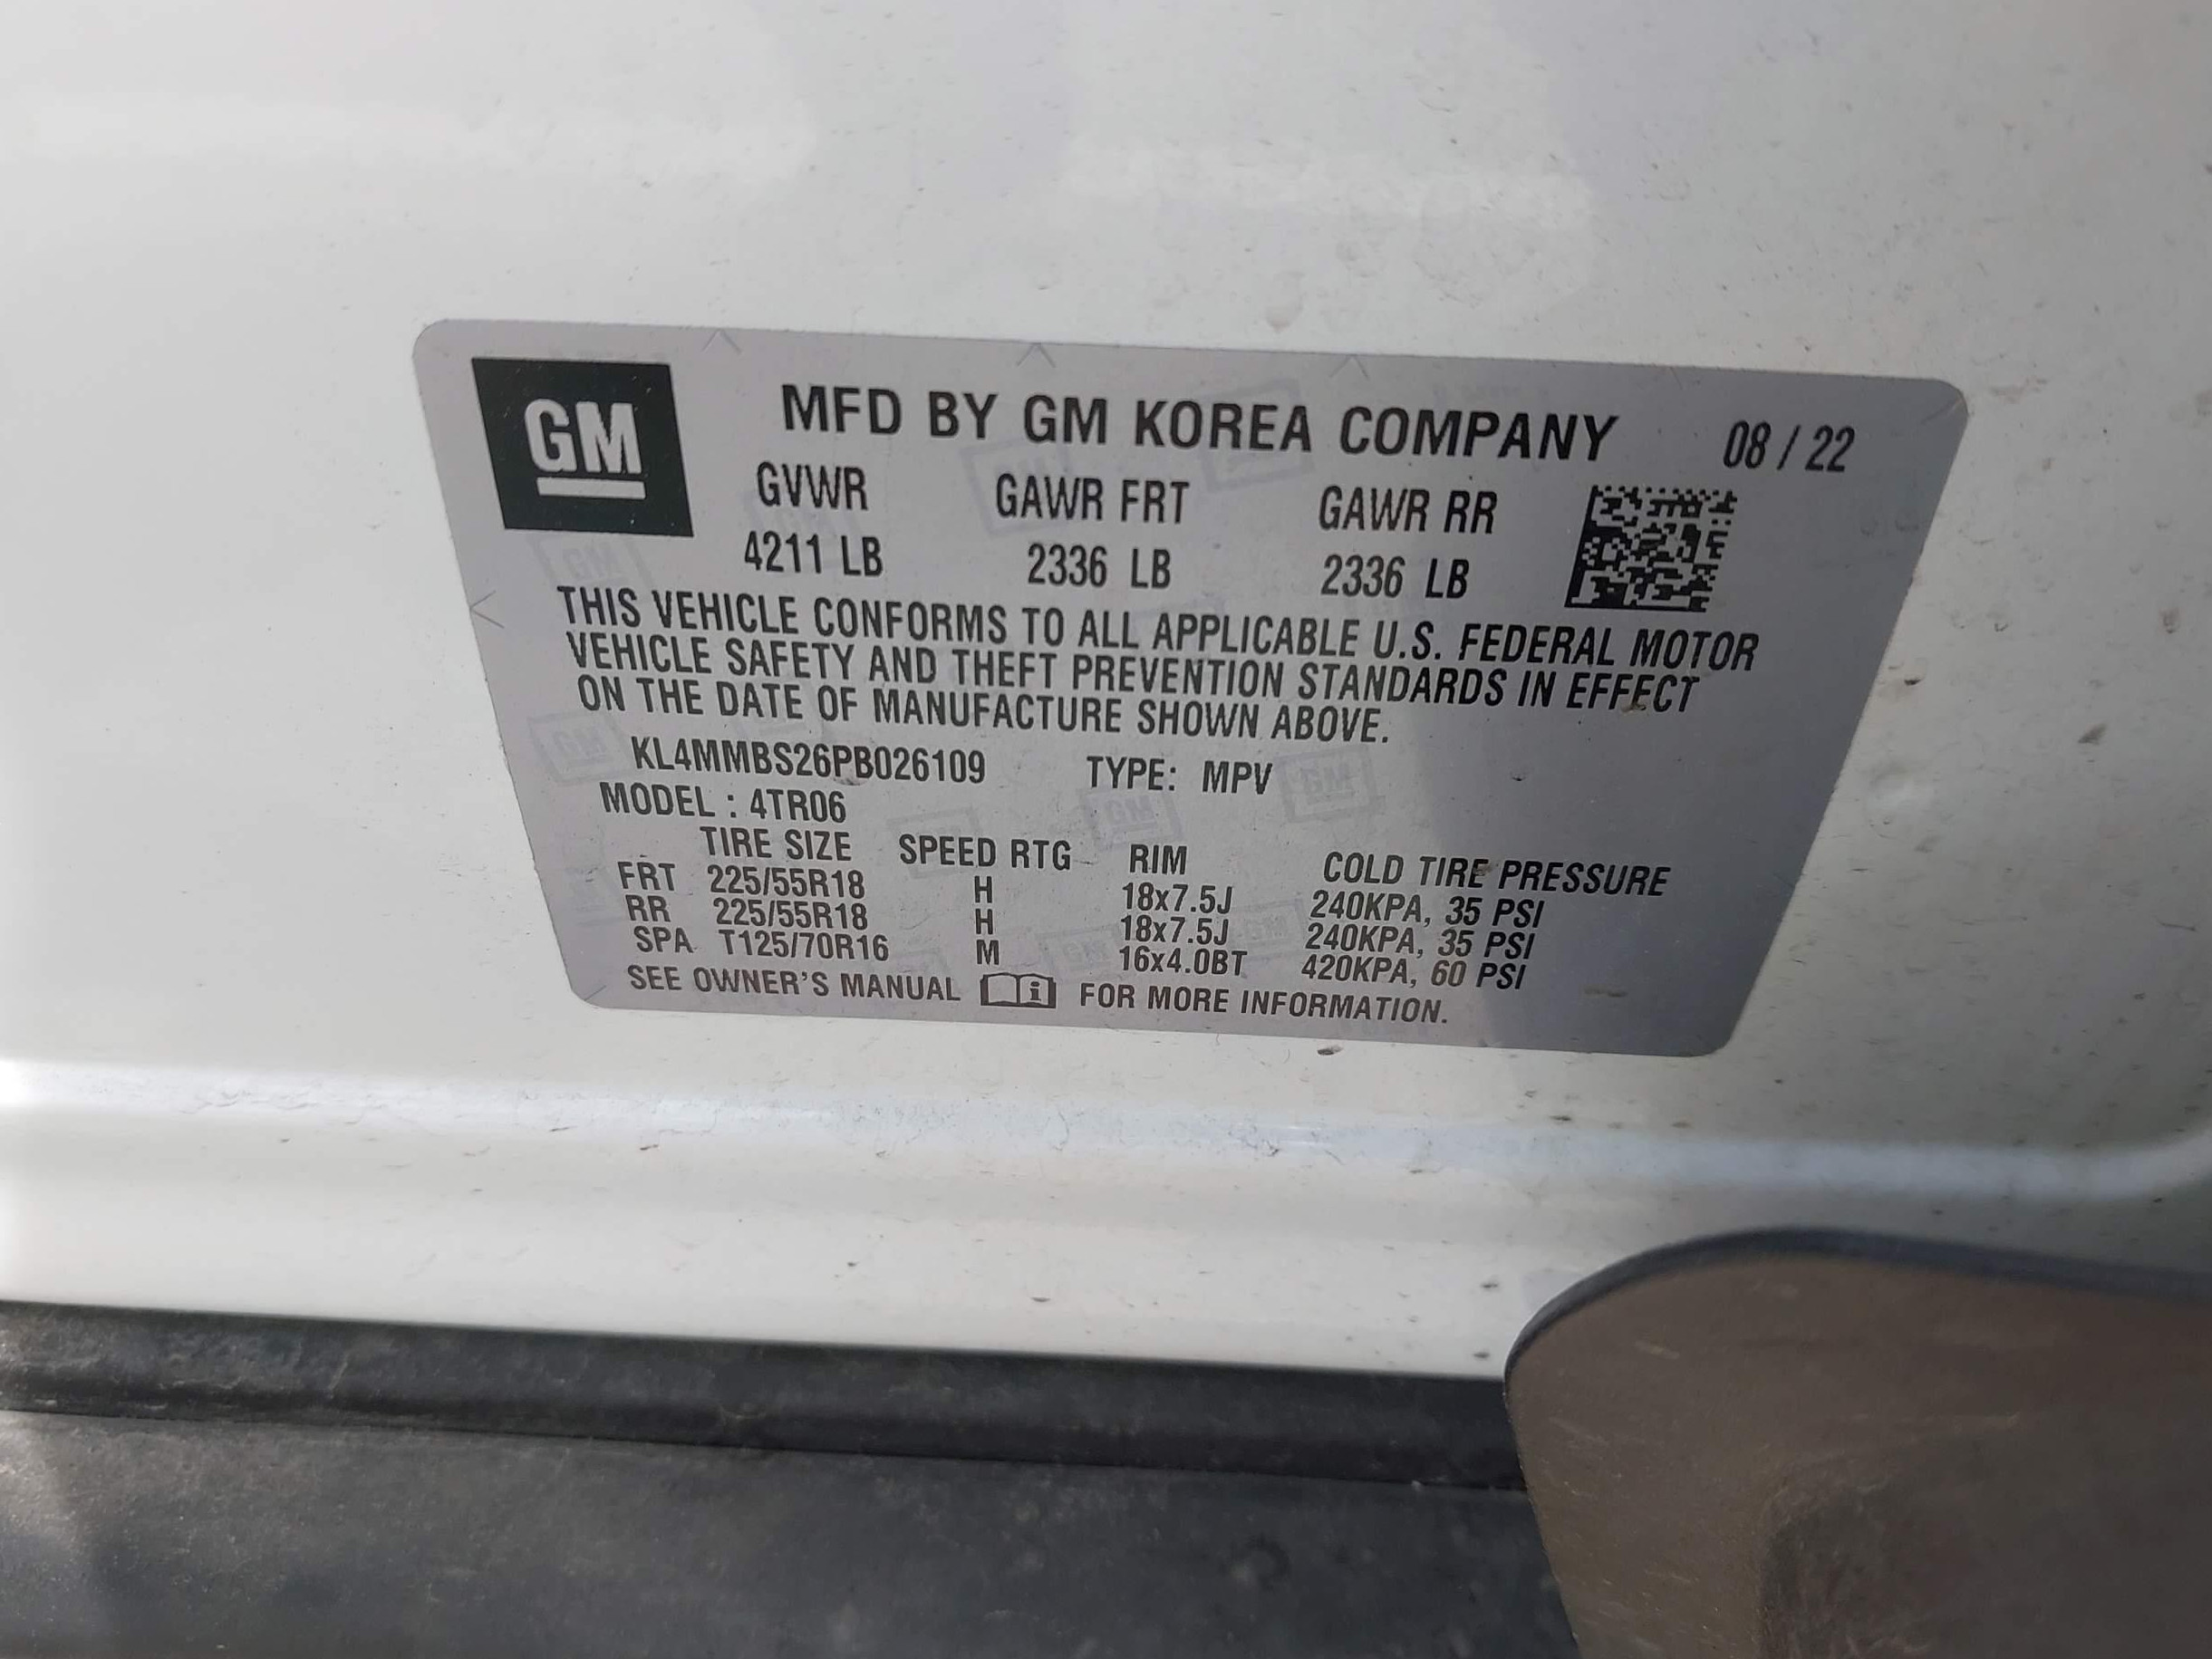 GM
MFD BY GM KOREA COMPANY 08 / 22
GVWR GAWR FRT GAWR RR
4211 LB 2336 LB 2336 LB
THIS VEHICLE CONFORMS TO ALL APPLICABLE U.S. FEDERAL MOTOR
VEHICLE SAFETY AND THEFT PREVENTION STANDARDS IN EFFECT
ON THE DATE OF MANUFACTURE SHOWN ABOVE.
KL4MMBS26PB026109 TYPE: MPV
MODEL : 4TR06
TIRE SIZE SPEED RTG RIM COLD TIRE PRESSURE
FRT 225/55R18 H 18x7.5J 240KPA, 35 PSI
RR 225/55R18 H 18x7.5J 240KPA, 35 PSI
SPA T125/70R16 M 16x4.0BT 420KPA, 60 PSI
SEE OWNER'S MANUAL i FOR MORE INFORMATION.